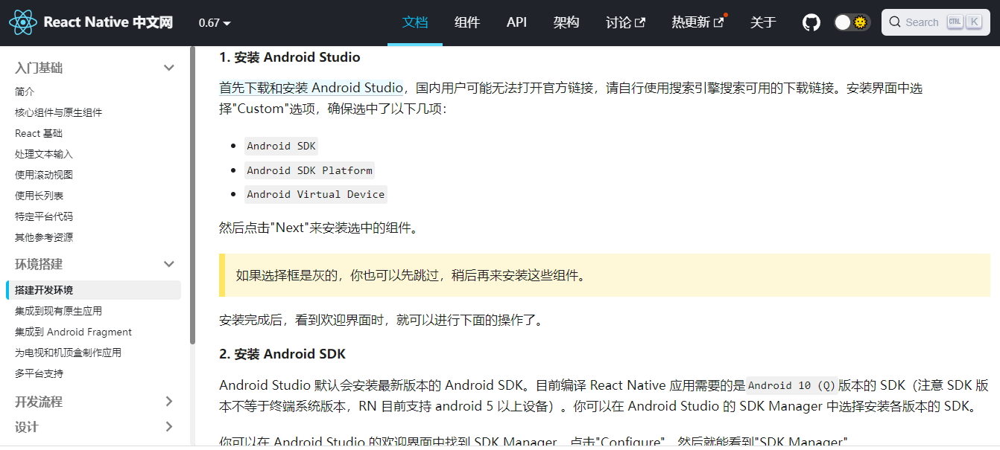 React Native 中文网 0.67 文档 组件 API 架构 讨论 热更新 关于 Search CTRL K
入门基础
简介
核心组件与原生组件
React 基础
处理文本输入
使用滚动视图
使用长列表
特定平台代码
其他参考资源
环境搭建
搭建开发环境
集成到现有原生应用
集成到 Android Fragment
为电视和机顶盒制作应用
多平台支持
开发流程
设计
1. 安装 Android Studio
首先下载和安装 Android Studio，国内用户可能无法打开官方链接，请自行使用搜索引擎搜索可用的下载链接。安装界面中选
择"Custom"选项，确保选中了以下几项：
Android SDK
Android SDK Platform
Android Virtual Device
然后点击"Next"来安装选中的组件。
如果选择框是灰的，你也可以先跳过，稍后再来安装这些组件。
安装完成后，看到欢迎界面时，就可以进行下面的操作了。
2. 安装 Android SDK
Android Studio 默认会安装最新版本的 Android SDK。目前编译 React Native 应用需要的是Android 10 (Q)版本的 SDK（注意 SDK 版
本不等于终端系统版本，RN 目前支持 android 5 以上设备）。你可以在 Android Studio 的 SDK Manager 中选择安装各版本的 SDK。
你可以在 Android Studio 的欢迎界面中找到 SDK Manager。点击"Configure"，然后就能看到"SDK Manager"。